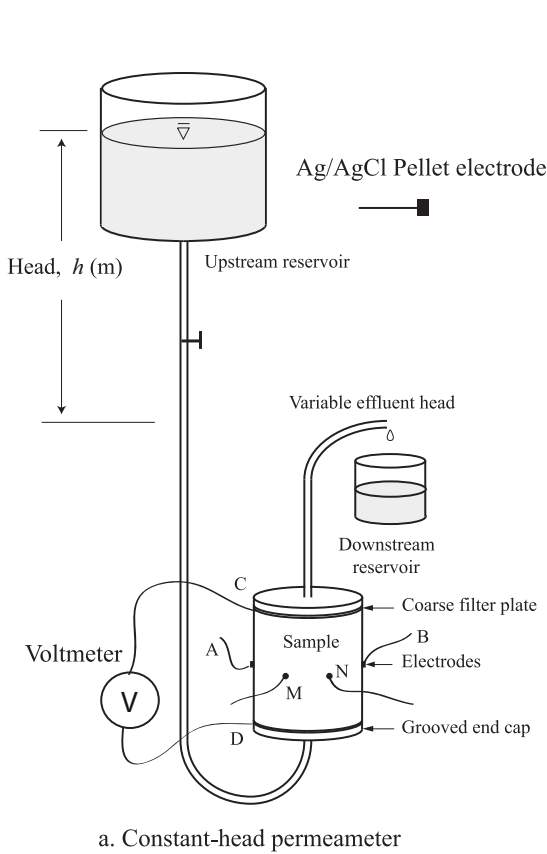 Ag/AgCl Pellet electrode
Upstream reservoir
Head, h (m)
Variable effluent head
Downstream
reservoir
C
Coarse filter plate
A
Sample
B
Voltmeter
Electrodes
N
M
V
D
Grooved end cap
a. Constant-head permeameter